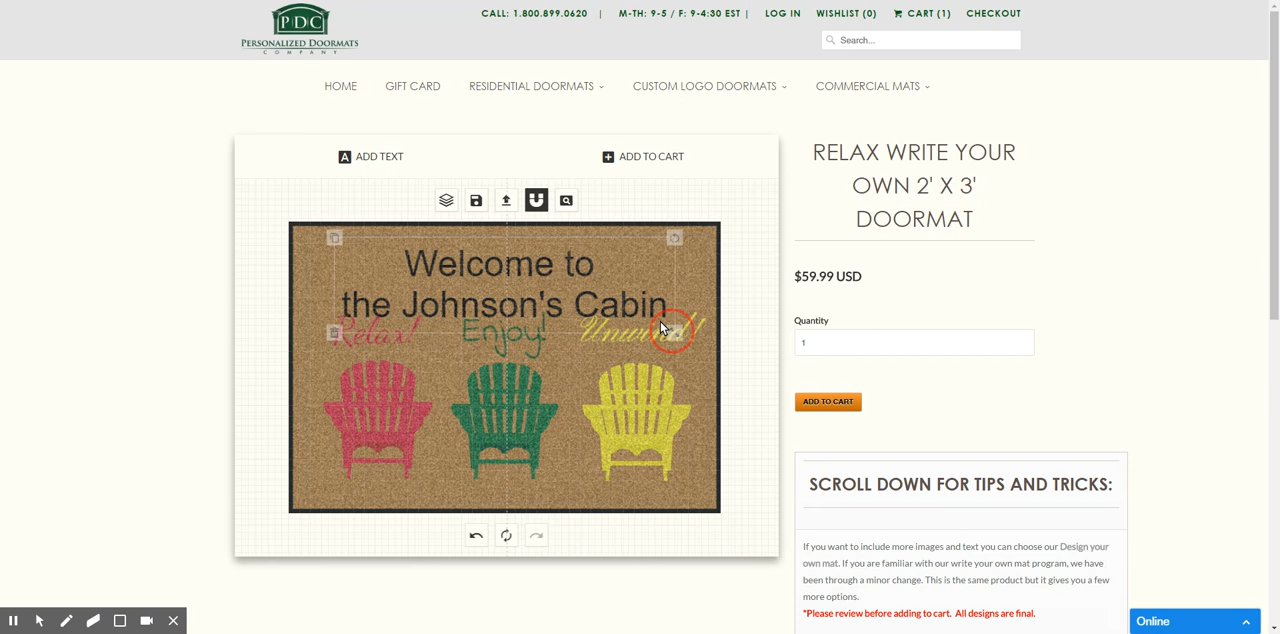 CALL: 1.800.899.0620 | M-TH: 9-5 / F: 9-4:30 EST | LOG IN WISHLIST (0) CART (1) CHECKOUT
PDC
PERSONALIZED DOORMATS
COMPANY
Search...
HOME GIFT CARD RESIDENTIAL DOORMATS CUSTOM LOGO DOORMATS COMMERCIAL MATS
A ADD TEXT ADD TO CART
RELAX WRITE YOUR
OWN 2' X 3'
DOORMAT
$59.99 USD
Quantity
1
ADD TO CART
Welcome to
the Johnson's Cabin
Relax! Enjoy! Unwind!
SCROLL DOWN FOR TIPS AND TRICKS:
If you want to include more images and text you can choose our Design your
own mat. If you are familiar with our write your own mat program, we have
been through a minor change. This is the same product but it gives you a few
more options.
*Please review before adding to cart. All designs are final.
Online